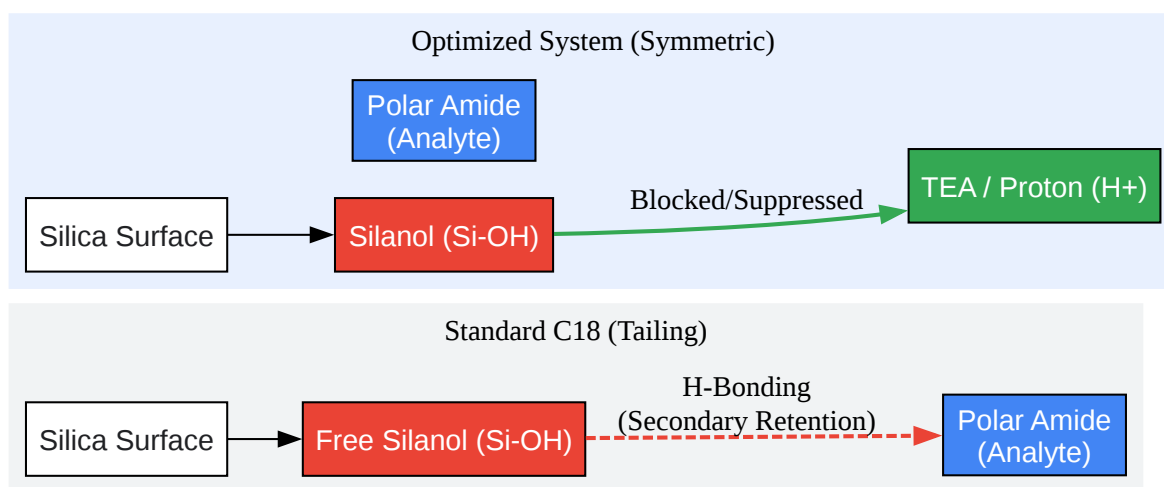 Optimized System (Symmetric)
Polar Amide
(Analyte)
TEA / Proton (H+)
Blocked/Suppressed
Silica Surface
Silanol (Si-OH)
Standard C18 (Tailing)
H-Bonding
(Secondary Retention)
Silica Surface
Free Silanol (Si-OH)
Polar Amide
(Analyte)